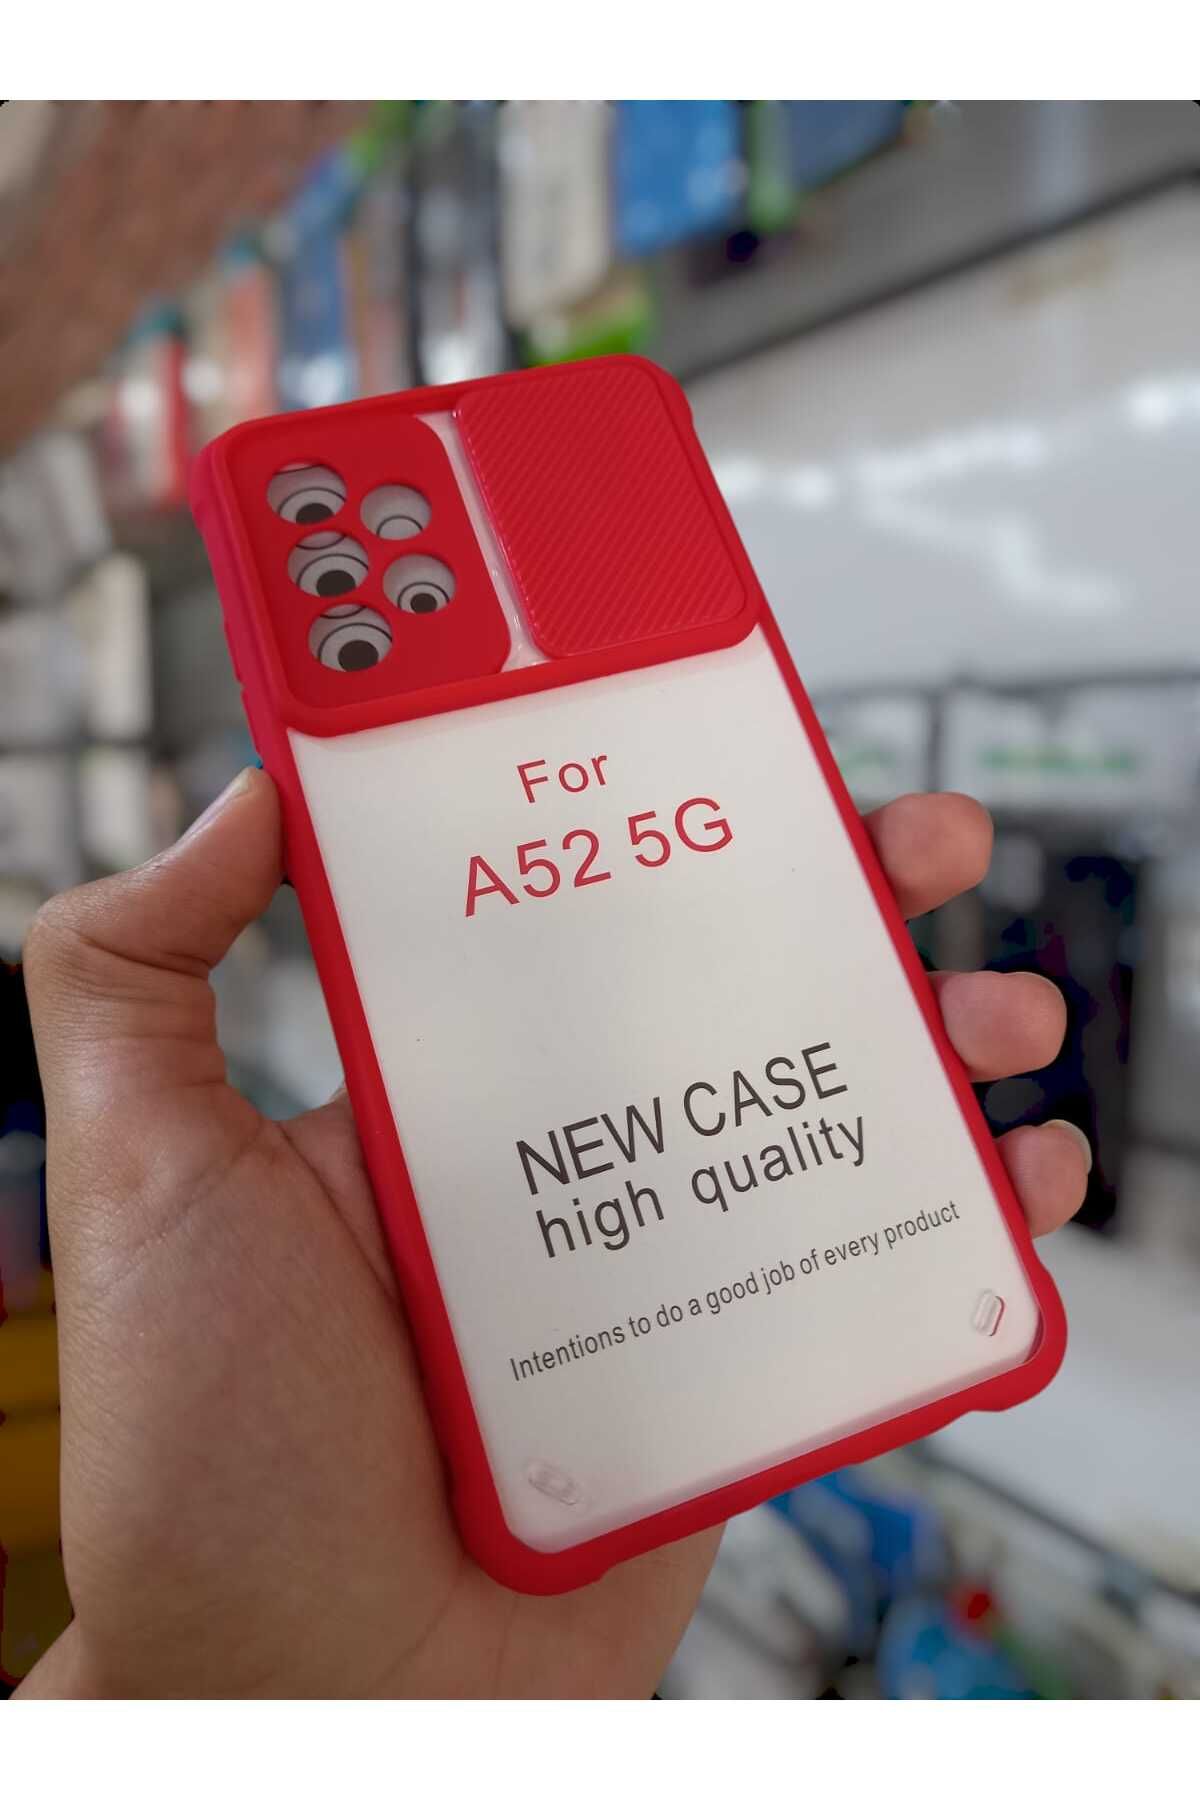 For
A52 5G
NEW CASE
high quality
Intentions to do a good job of every product